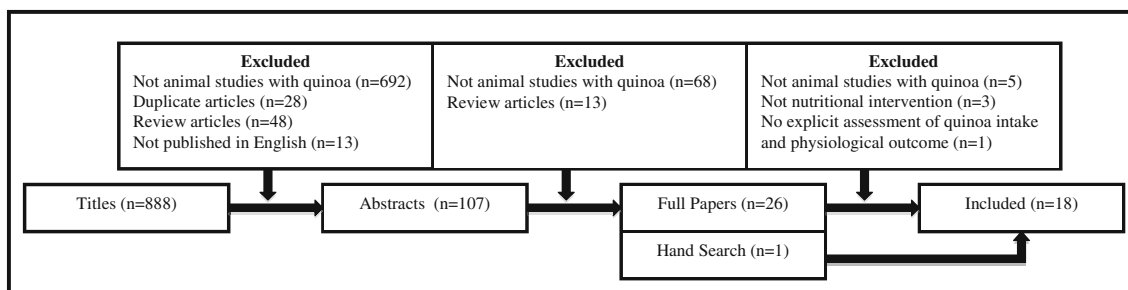 Excluded
Not animal studies with quinoa (n=692)
Duplicate articles (n=28)
Review articles (n=48)
Not published in English (n=13)
Excluded
Not animal studies with quinoa (n=68)
Review articles (n=13)
Excluded
Not animal studies with quinoa (n=5)
Not nutritional intervention (n=3)
No explicit assessment of quinoa intake
and physiological outcome (n=1)
Titles (n=888)
Abstracts (n=107)
Full Papers (n=26)
Included (n=18)
Hand Search (n=1)